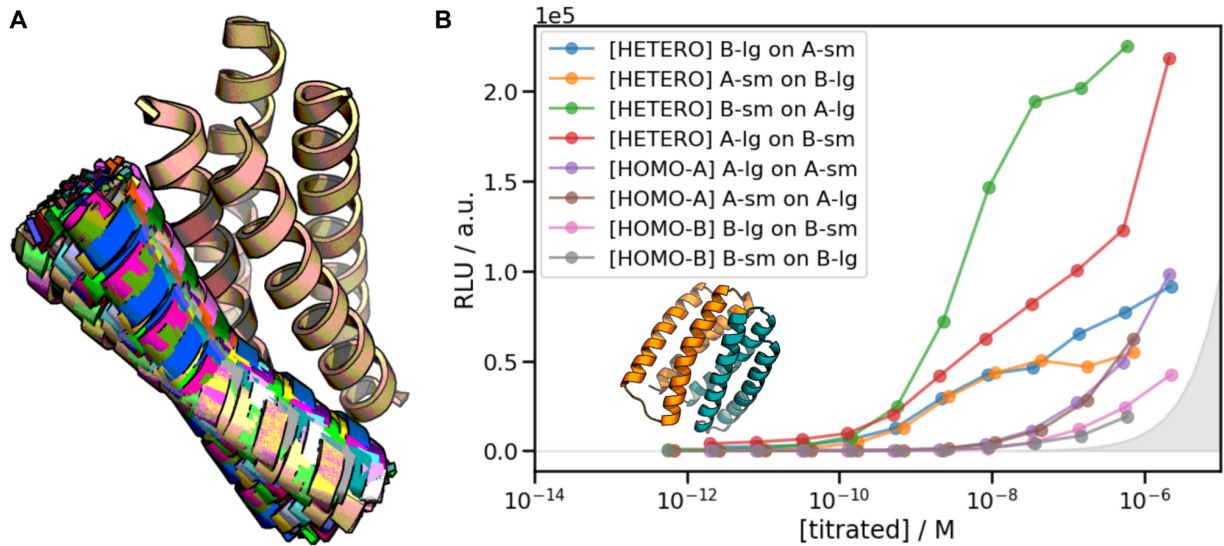 A
B
1e5
[HETERO] B-lg on A-sm
[HETERO] A-sm on B-lg
[HETERO] B-sm on A-lg
[HETERO] A-lg on B-sm
[HOMO-A] A-lg on A-sm
[HOMO-A] A-sm on A-lg
[HOMO-B] B-lg on B-sm
[HOMO-B] B-sm on B-lg
RLU / a.u.
2.0
1.5
1.0
0.5
0.0
10⁻¹⁴
10⁻¹²
10⁻¹⁰
10⁻⁸
10⁻⁶
[titrated] / M